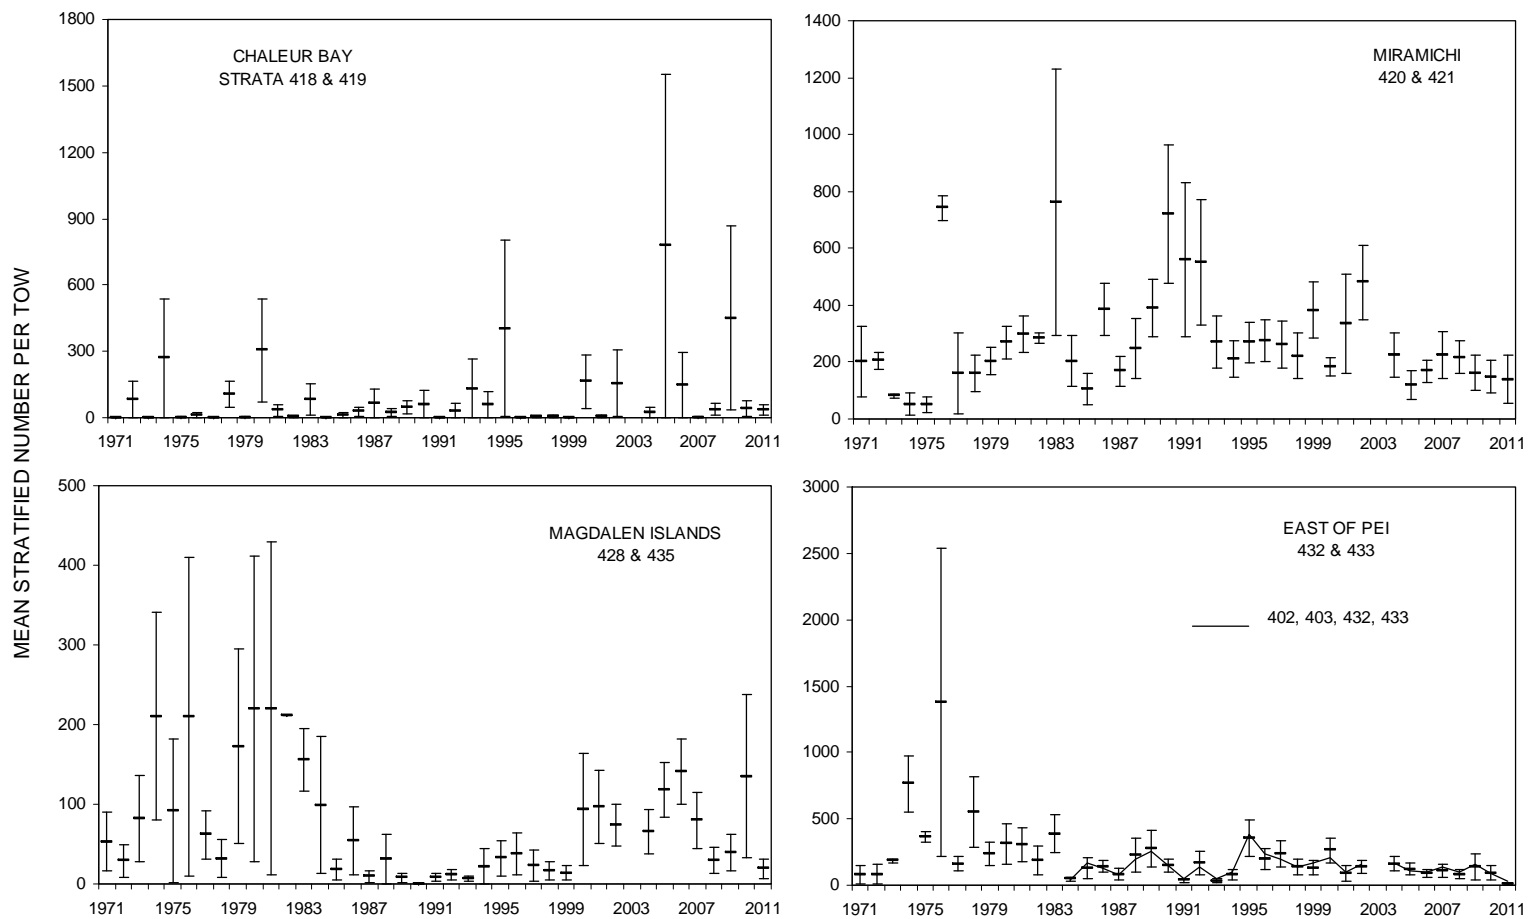 MEAN STRATIFIED NUMBER PER TOW
CHALEUR BAY
STRATA 418 & 419
1800
1500
1200
900
600
300
0
1971 1975 1979 1983 1987 1991 1995 1999 2003 2007 2011
MIRAMICHI
420 & 421
1400
1200
1000
800
600
400
200
0
1971 1975 1979 1983 1987 1991 1995 1999 2003 2007 2011
MAGDALEN ISLANDS
428 & 435
500
400
300
200
100
0
1971 1975 1979 1983 1987 1991 1995 1999 2003 2007 2011
EAST OF PEI
432 & 433
402, 403, 432, 433
3000
2500
2000
1500
1000
500
0
1971 1975 1979 1983 1987 1991 1995 1999 2003 2007 2011